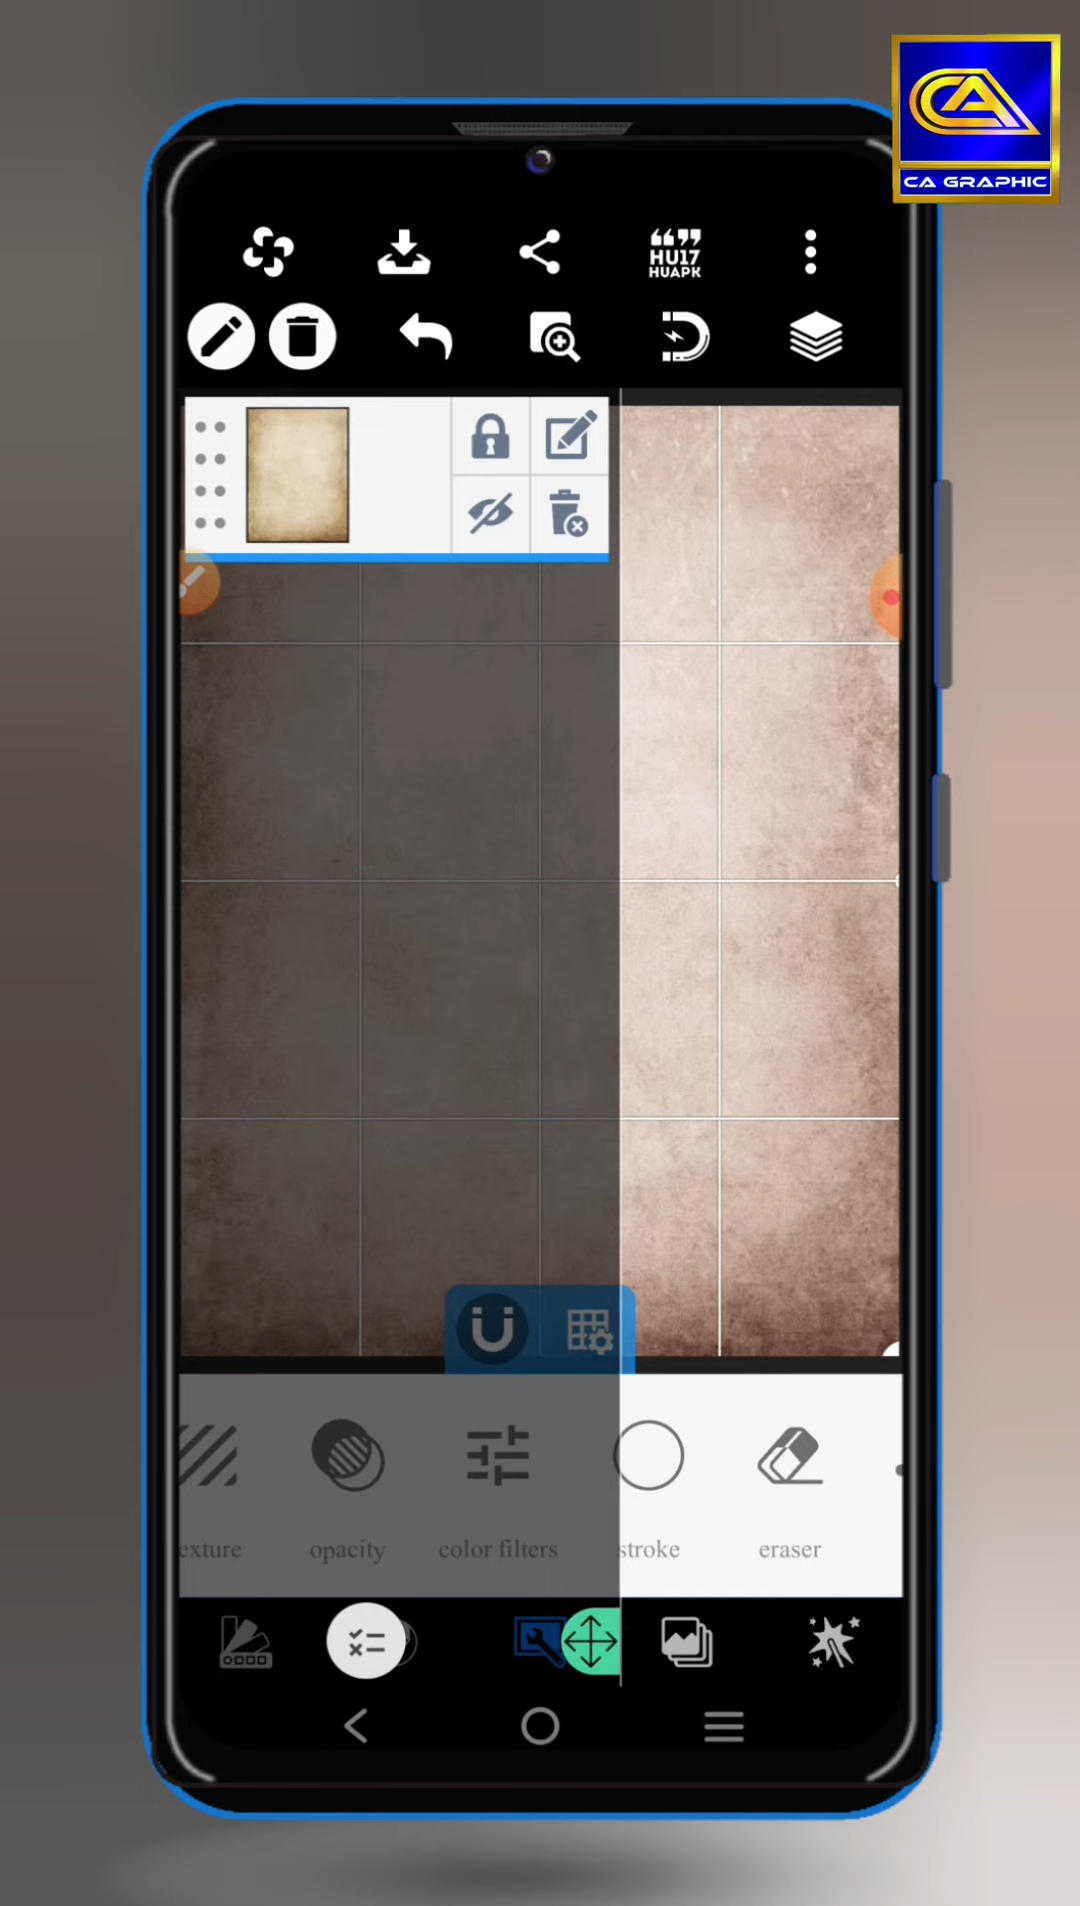 CA GRAPHIC
❝❞
HU17
HUAPK
exture
opacity
color filters
stroke
eraser